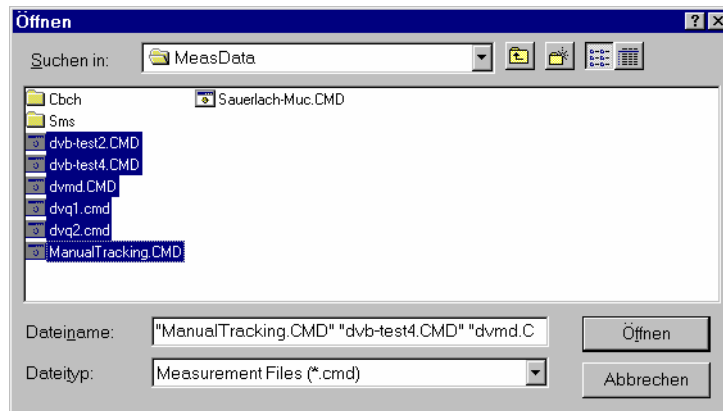 Öffnen
Suchen in: MeasData
Cbch
Sms
dvb-test2.CMD
dvb-test4.CMD
dvmd.CMD
dvq1.cmd
dvq2.cmd
ManualTracking.CMD
Sauerlach-Muc.CMD
Dateiname: "ManualTracking.CMD" "dvb-test4.CMD" "dvmd.C
Öffnen
Dateityp: Measurement Files (*.cmd)
Abbrechen